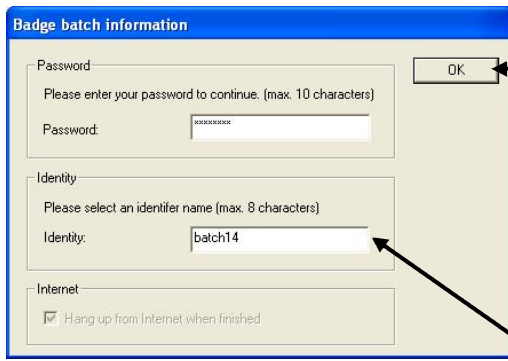 Badge batch information
Password
OK
Please enter your password to continue. (max. 10 characters)
Password: xxxxxxxx
Identity
Please select an identifer name (max. 8 characters)
Identity: batch14
Internet
Hang up from Internet when finished